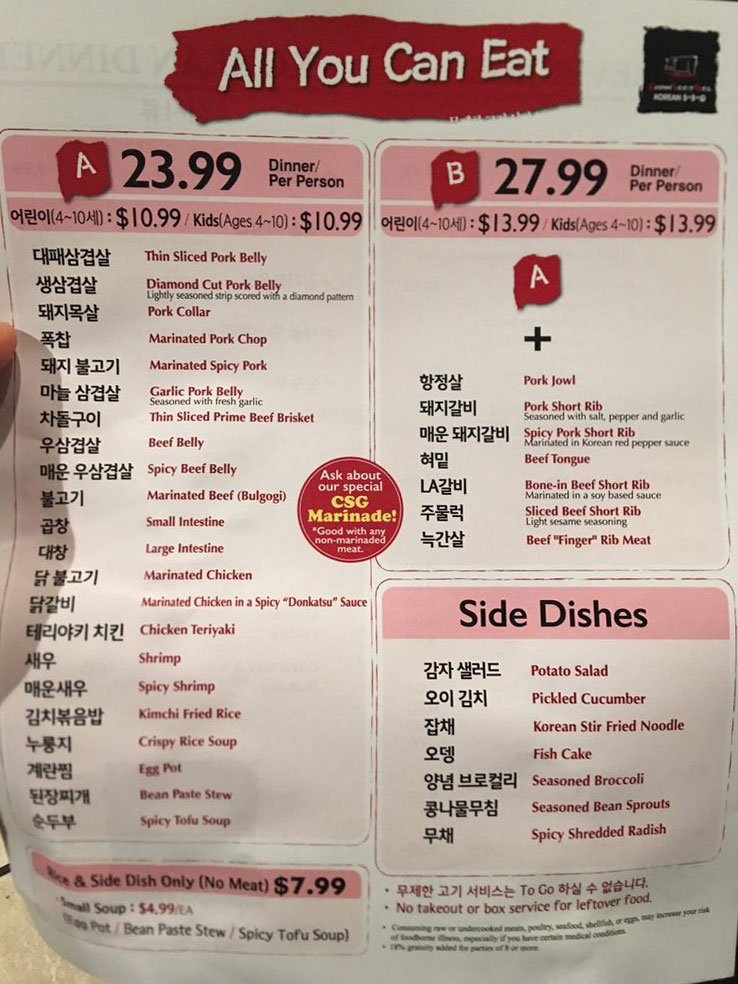 All You Can Eat
KOREAN B·B·Q
A 23.99 Dinner/
Per Person
어린이(4~10세) : $10.99 / Kids(Ages 4~10) : $10.99
대패삼겹살 Thin Sliced Pork Belly
생삼겹살 Diamond Cut Pork Belly
Lightly seasoned strip scored with a diamond pattern
돼지목살 Pork Collar
폭찹 Marinated Pork Chop
돼지 불고기 Marinated Spicy Pork
마늘 삼겹살 Garlic Pork Belly
Seasoned with fresh garlic
차돌구이 Thin Sliced Prime Beef Brisket
우삼겹살 Beef Belly
매운 우삼겹살 Spicy Beef Belly
불고기 Marinated Beef (Bulgogi)
곱창 Small Intestine
대창 Large Intestine
닭 불고기 Marinated Chicken
닭갈비 Marinated Chicken in a Spicy “Donkatsu” Sauce
테리야키 치킨 Chicken Teriyaki
새우 Shrimp
매운새우 Spicy Shrimp
김치볶음밥 Kimchi Fried Rice
누룽지 Crispy Rice Soup
계란찜 Egg Pot
된장찌개 Bean Paste Stew
순두부 Spicy Tofu Soup
Ask about
our special
CSG
Marinade!
*Good with any
non-marinaded
meat.
Rice & Side Dish Only (No Meat) $7.99
Small Soup : $4.99/EA
(Egg Pot / Bean Paste Stew / Spicy Tofu Soup)
B 27.99 Dinner/
Per Person
어린이(4~10세) : $13.99 / Kids(Ages 4~10) : $13.99
A
+
항정살 Pork Jowl
돼지갈비 Pork Short Rib
Seasoned with salt, pepper and garlic
매운 돼지갈비 Spicy Pork Short Rib
Marinated in Korean red pepper sauce
혀밑 Beef Tongue
LA갈비 Bone-in Beef Short Rib
Marinated in a soy based sauce
주물럭 Sliced Beef Short Rib
Light sesame seasoning
늑간살 Beef "Finger" Rib Meat
Side Dishes
감자 샐러드 Potato Salad
오이 김치 Pickled Cucumber
잡채 Korean Stir Fried Noodle
오뎅 Fish Cake
양념 브로컬리 Seasoned Broccoli
콩나물무침 Seasoned Bean Sprouts
무채 Spicy Shredded Radish
• 무제한 고기 서비스는 To Go 하실 수 없습니다.
• No takeout or box service for leftover food.
• Consuming raw or undercooked meats, poultry, seafood, shellfish, or eggs, may increase your risk
of foodborne illness, especially if you have certain medical conditions.
• 18% gratuity added for parties of 8 or more.